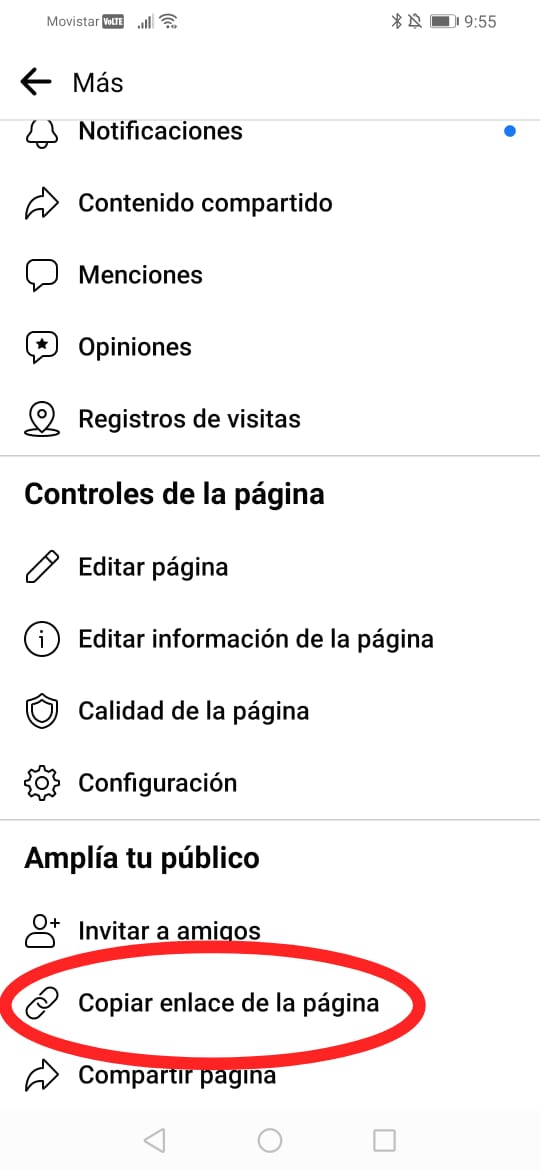 Movistar VoLTE 9:55
Más
Notificaciones
Contenido compartido
Menciones
Opiniones
Registros de visitas
Controles de la página
Editar página
Editar información de la página
Calidad de la página
Configuración
Amplía tu público
Invitar a amigos
Copiar enlace de la página
Compartir página